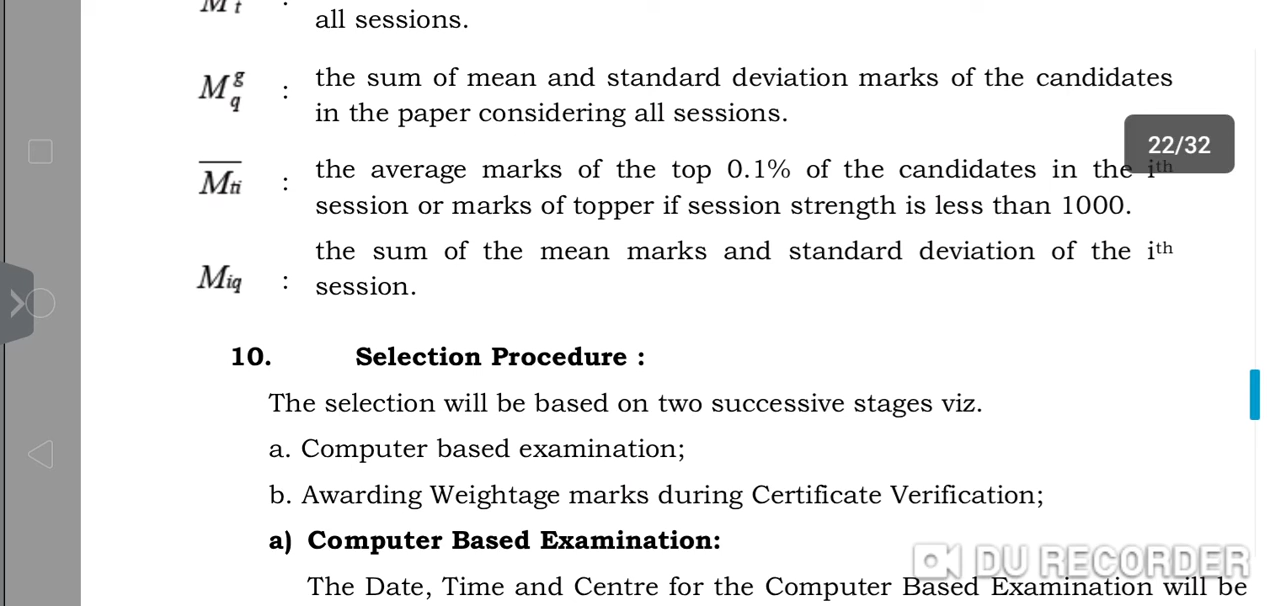 M t :
all sessions.
M g q : the sum of mean and standard deviation marks of the candidates
in the paper considering all sessions.
22/32
Mti : the average marks of the top 0.1% of the candidates in the ith
session or marks of topper if session strength is less than 1000.
the sum of the mean marks and standard deviation of the ith
Miq : session.
10. Selection Procedure :
The selection will be based on two successive stages viz.
a. Computer based examination;
b. Awarding Weightage marks during Certificate Verification;
a) Computer Based Examination:
DU RECORDER
The Date, Time and Centre for the Computer Based Examination will be